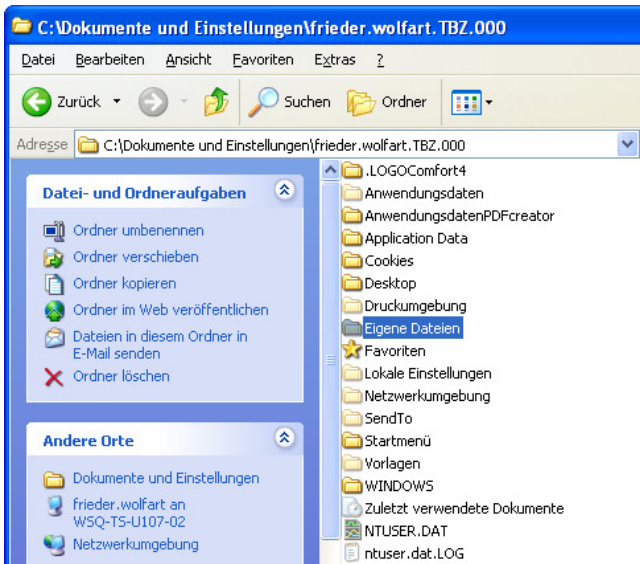 C:\Dokumente und Einstellungen\frieder.wolfart.TBZ.000
Datei Bearbeiten Ansicht Favoriten Extras ?
Zurück Suchen Ordner
Adresse C:\Dokumente und Einstellungen\frieder.wolfart.TBZ.000
Datei- und Ordneraufgaben
Ordner umbenennen
Ordner verschieben
Ordner kopieren
Ordner im Web veröffentlichen
Dateien in diesem Ordner in
E-Mail senden
Ordner löschen
Andere Orte
Dokumente und Einstellungen
frieder.wolfart an
WSQ-TS-U107-02
Netzwerkumgebung
.LOGOComfort4
Anwendungsdaten
AnwendungsdatenPDFcreator
Application Data
Cookies
Desktop
Druckumgebung
Eigene Dateien
Favoriten
Lokale Einstellungen
Netzwerkumgebung
SendTo
Startmenü
Vorlagen
WINDOWS
Zuletzt verwendete Dokumente
NTUSER.DAT
ntuser.dat.LOG